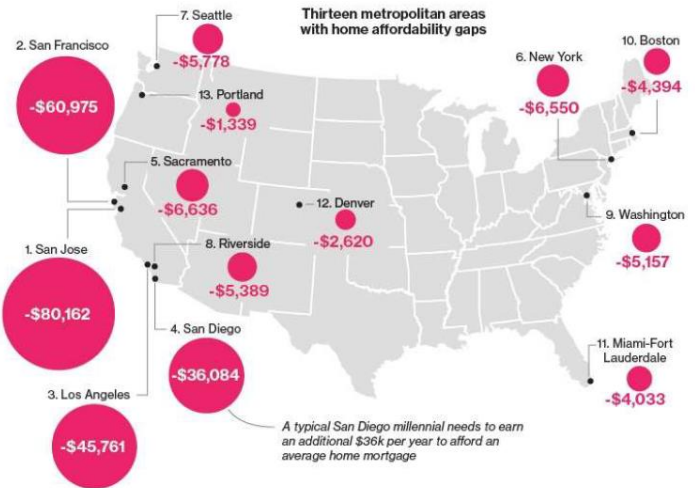 Thirteen metropolitan areas
with home affordability gaps
7. Seattle
-$5,778
2. San Francisco
-$60,975
13. Portland
-$1,339
6. New York
-$6,550
10. Boston
-$4,394
5. Sacramento
-$6,636
12. Denver
-$2,620
9. Washington
-$5,157
1. San Jose
-$80,162
8. Riverside
-$5,389
4. San Diego
-$36,084
11. Miami-Fort
Lauderdale
-$4,033
3. Los Angeles
-$45,761
A typical San Diego millennial needs to earn
an additional $36k per year to afford an
average home mortgage